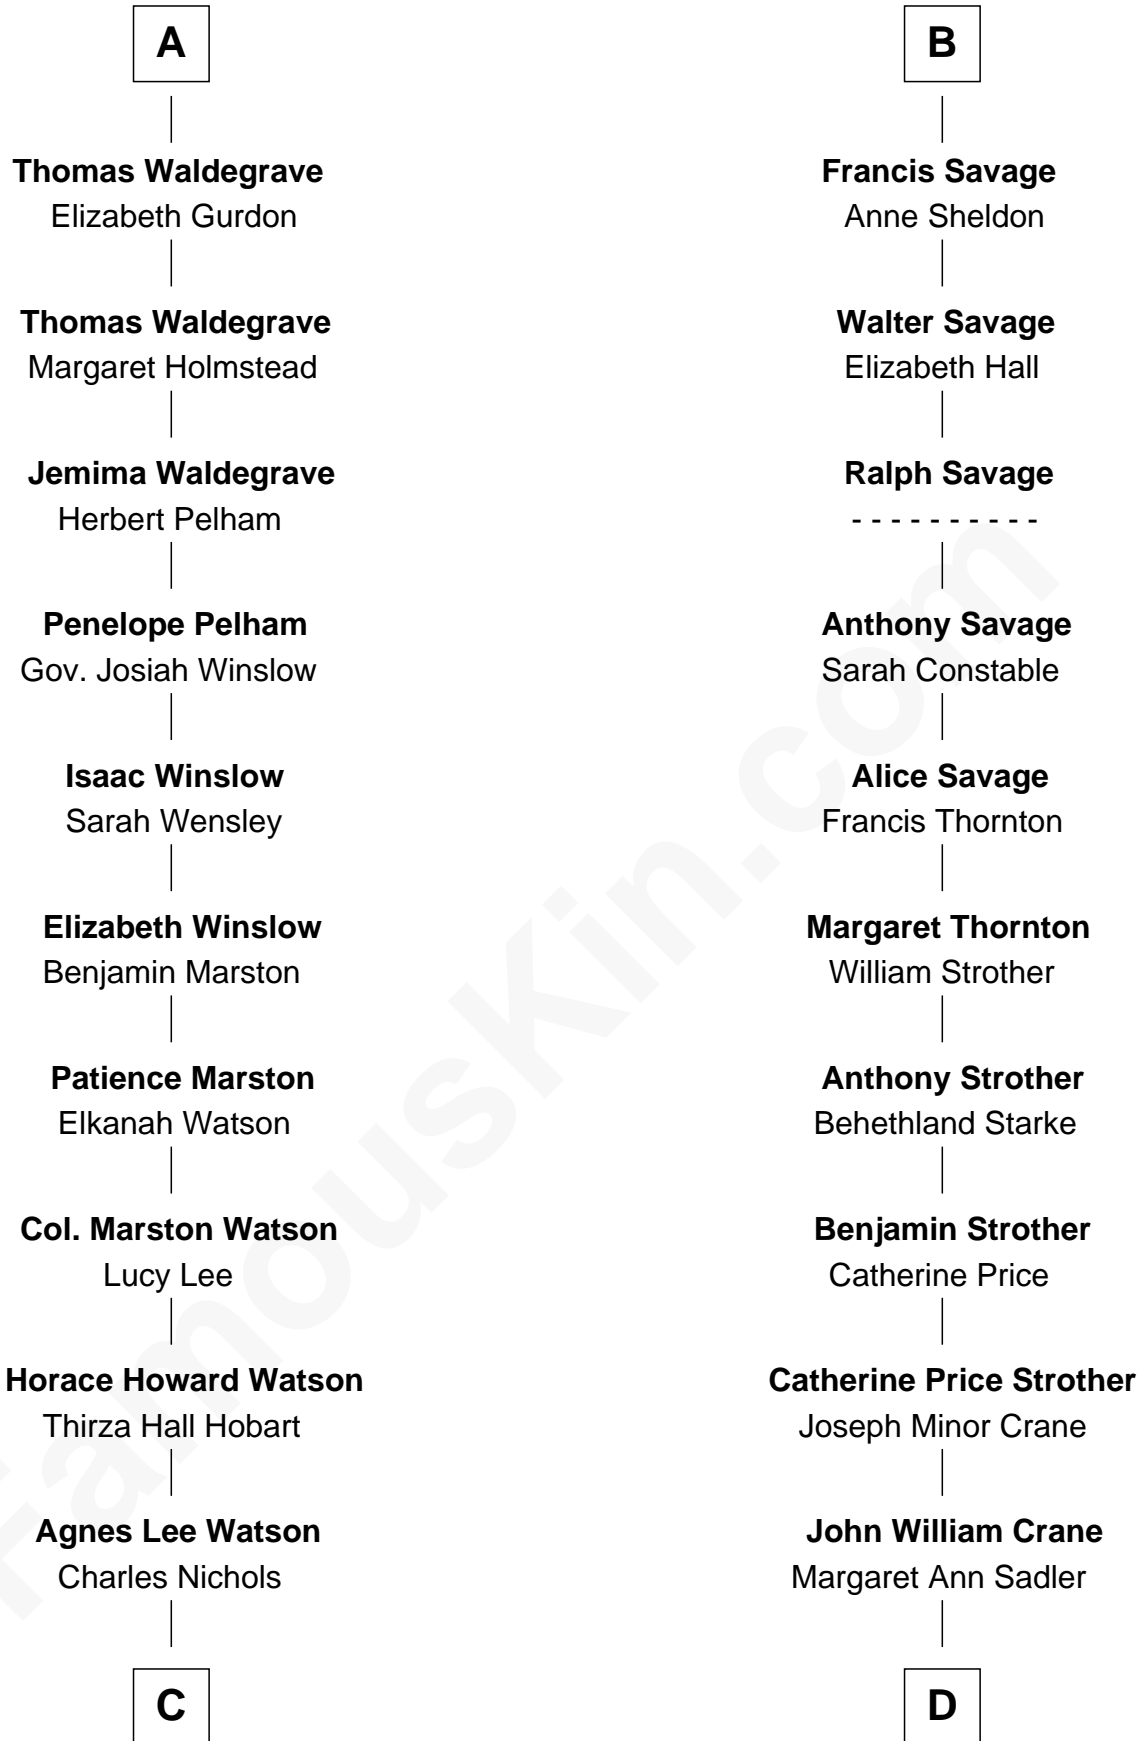 A
Thomas Waldegrave
Elizabeth Gurdon
Thomas Waldegrave
Margaret Holmstead
Jemima Waldegrave
Herbert Pelham
Penelope Pelham
Gov. Josiah Winslow
Isaac Winslow
Sarah Wensley
Elizabeth Winslow
Benjamin Marston
Patience Marston
Elkanah Watson
Col. Marston Watson
Lucy Lee
Horace Howard Watson
Thirza Hall Hobart
Agnes Lee Watson
Charles Nichols
C
B
Francis Savage
Anne Sheldon
Walter Savage
Elizabeth Hall
Ralph Savage
- - - - - - - - - -
Anthony Savage
Sarah Constable
Alice Savage
Francis Thornton
Margaret Thornton
William Strother
Anthony Strother
Behethland Starke
Benjamin Strother
Catherine Price
Catherine Price Strother
Joseph Minor Crane
John William Crane
Margaret Ann Sadler
D
FamousKin.com